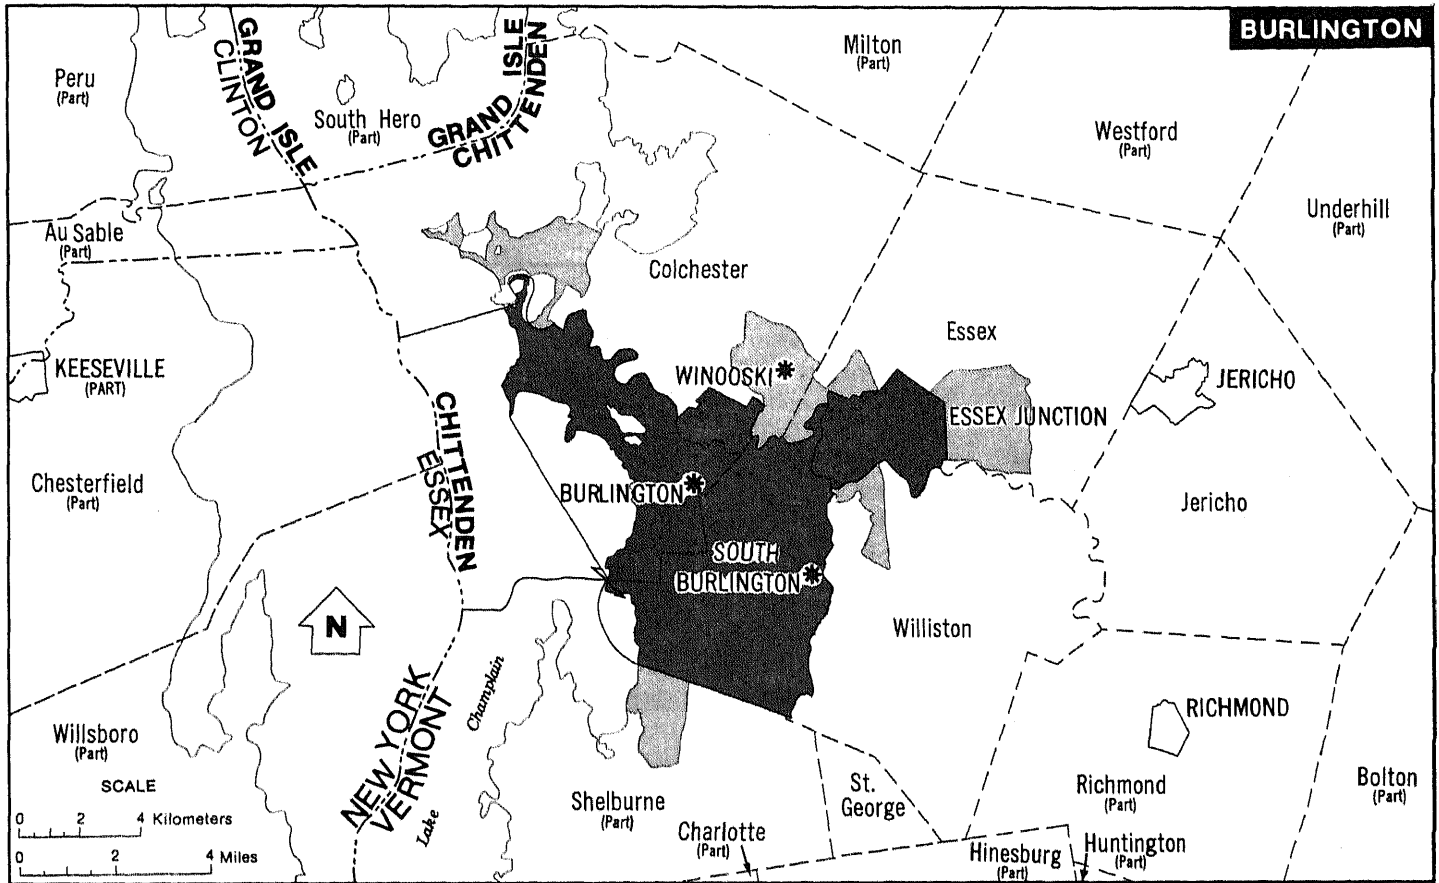 BURLINGTON
Milton
(Part)
Peru
(Part)
GRAND ISLE
CLINTON
South Hero
(Part)
GRAND ISLE
CHITTENDEN
Westford
(Part)
Underhill
(Part)
Au Sable
(Part)
Colchester
Essex
KEESEVILLE
(PART)
WINOOSKI
JERICHO
ESSEX JUNCTION
CHITTENDEN
ESSEX
Chesterfield
(Part)
BURLINGTON
Jericho
SOUTH
BURLINGTON
N
Williston
Lake Champlain
NEW YORK
VERMONT
RICHMOND
Willsboro
(Part)
SCALE
0 2 4 Kilometers
0 2 4 Miles
Shelburne
(Part)
St.
George
Richmond
(Part)
Bolton
(Part)
Charlotte
(Part)
Hinesburg
(Part)
Huntington
(Part)